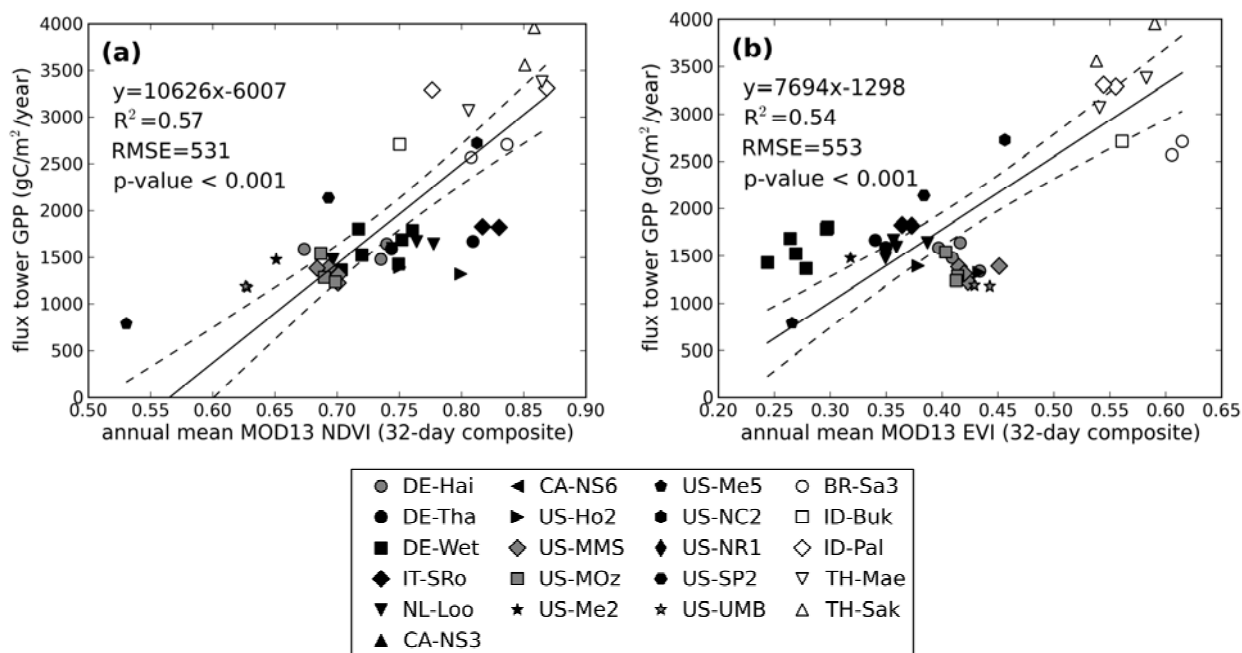 (a)
y=10626x-6007
R²=0.57
RMSE=531
p-value < 0.001
flux tower GPP (gC/m²/year)
4000
3500
3000
2500
2000
1500
1000
500
0
0.50 0.55 0.60 0.65 0.70 0.75 0.80 0.85 0.90
annual mean MOD13 NDVI (32-day composite)
(b)
y=7694x-1298
R²=0.54
RMSE=553
p-value < 0.001
flux tower GPP (gC/m²/year)
4000
3500
3000
2500
2000
1500
1000
500
0
0.20 0.25 0.30 0.35 0.40 0.45 0.50 0.55 0.60 0.65
annual mean MOD13 EVI (32-day composite)
DE-Hai CA-NS6 US-Me5 BR-Sa3
DE-Tha US-Ho2 US-NC2 ID-Buk
DE-Wet US-MMS US-NR1 ID-Pal
IT-SRo US-MOz US-SP2 TH-Mae
NL-Loo US-Me2 US-UMB TH-Sak
CA-NS3